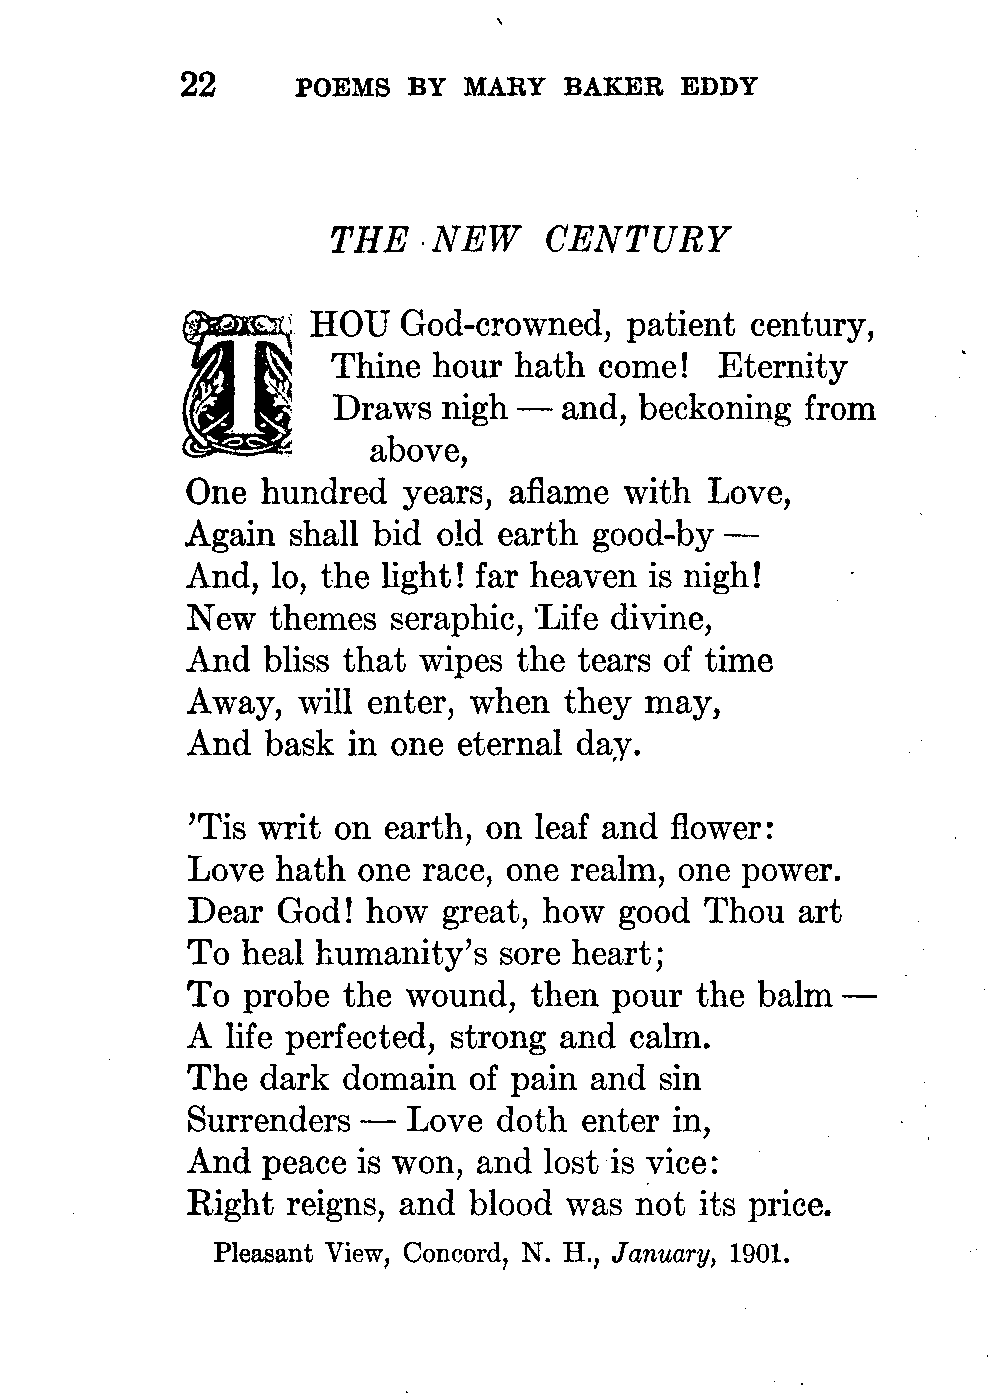 22 POEMS BY MARY BAKER EDDY
THE NEW CENTURY
THOU God-crowned, patient century,
Thine hour hath come! Eternity
Draws nigh — and, beckoning from
above,
One hundred years, aflame with Love,
Again shall bid old earth good-by —
And, lo, the light! far heaven is nigh!
New themes seraphic, Life divine,
And bliss that wipes the tears of time
Away, will enter, when they may,
And bask in one eternal day.
'Tis writ on earth, on leaf and flower:
Love hath one race, one realm, one power.
Dear God! how great, how good Thou art
To heal humanity's sore heart;
To probe the wound, then pour the balm —
A life perfected, strong and calm.
The dark domain of pain and sin
Surrenders — Love doth enter in,
And peace is won, and lost is vice:
Right reigns, and blood was not its price.
Pleasant View, Concord, N. H., January, 1901.